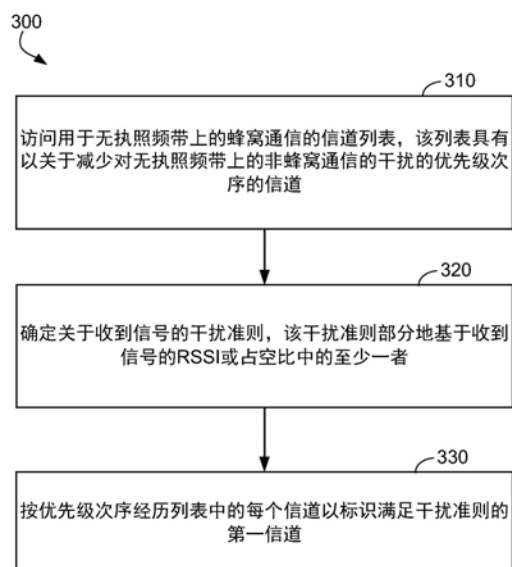 300
310
访问用于无执照频带上的蜂窝通信的信道列表，该列表具有
以关于减少对无执照频带上的非蜂窝通信的干扰的优先级次
序的信道
320
确定关于收到信号的干扰准则，该干扰准则部分地基于收到
信号的RSSI或占空比中的至少一者
330
按优先级次序经历列表中的每个信道以标识满足干扰准则的
第一信道